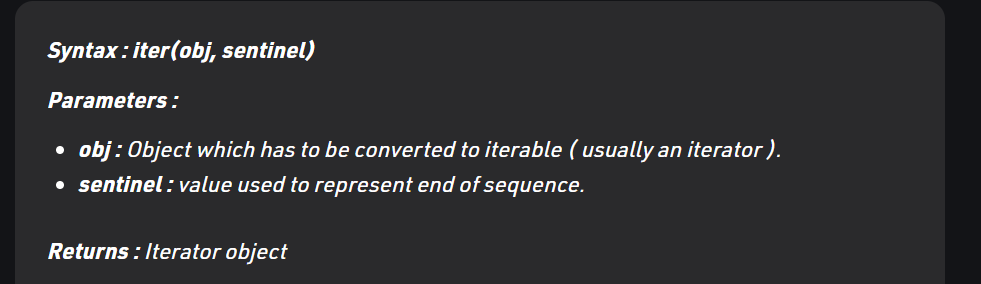 Syntax : iter(obj, sentinel)
Parameters :
• obj : Object which has to be converted to iterable ( usually an iterator ).
• sentinel : value used to represent end of sequence.
Returns : Iterator object